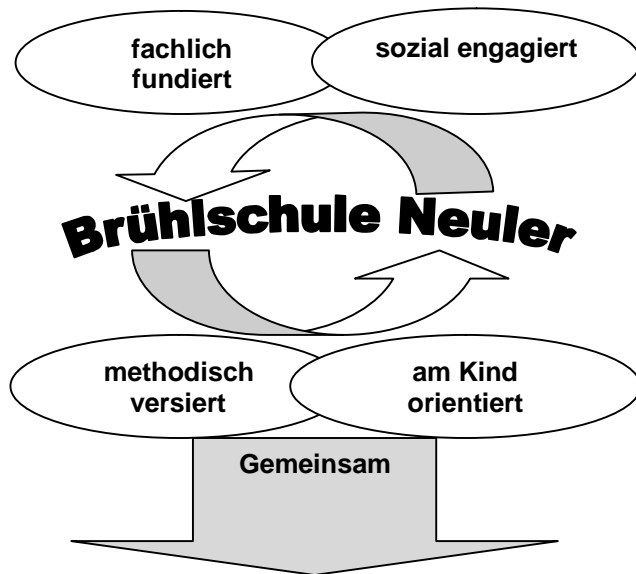 fachlich
fundiert
sozial engagiert
Brühlschule Neuler
methodisch
versiert
am Kind
orientiert
Gemeinsam